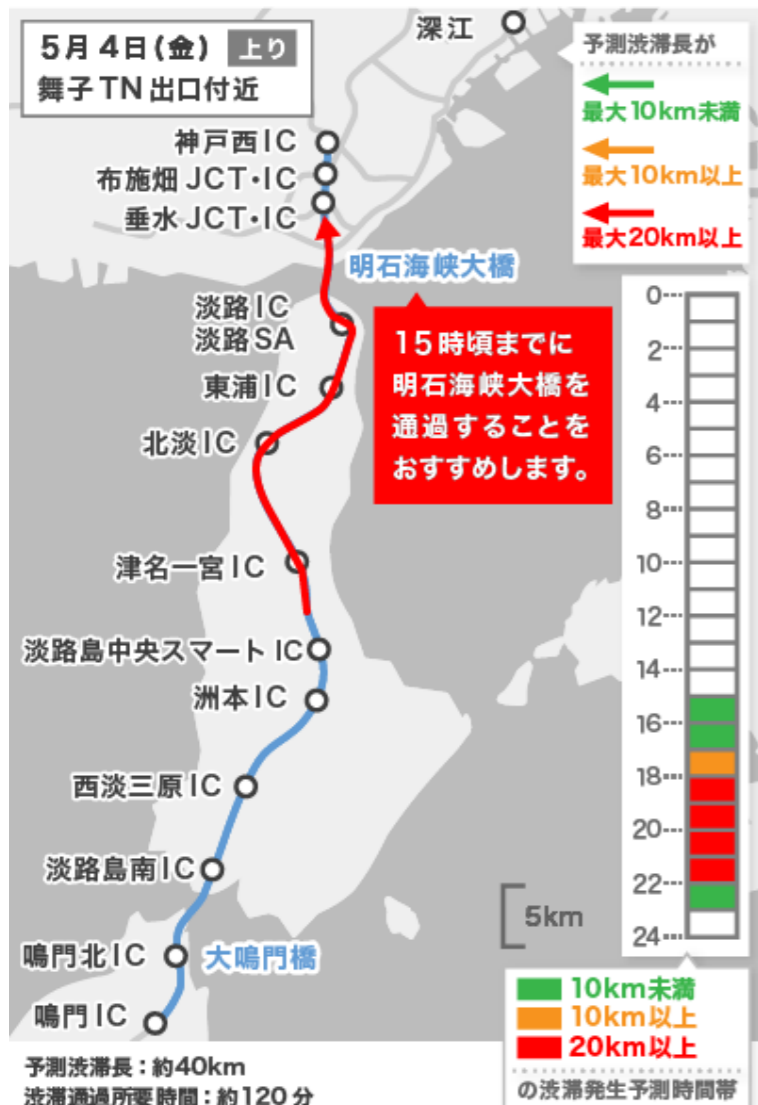 5月4日(金) 上り
舞子TN出口付近
深江
予測渋滞長が
最大10km未満
最大10km以上
最大20km以上
神戸西IC
布施畑JCT・IC
垂水JCT・IC
明石海峡大橋
淡路IC
淡路SA
15時頃までに
明石海峡大橋を
通過することを
おすすめします。
東浦IC
北淡IC
津名一宮IC
淡路島中央スマートIC
洲本IC
西淡三原IC
淡路島南IC
鳴門北IC
大鳴門橋
鳴門IC
0
2
4
6
8
10
12
14
16
18
20
22
24
5km
10km未満
10km以上
20km以上
の渋滞発生予測時間帯
予測渋滞長:約40km
渋滞通過所要時間:約120分